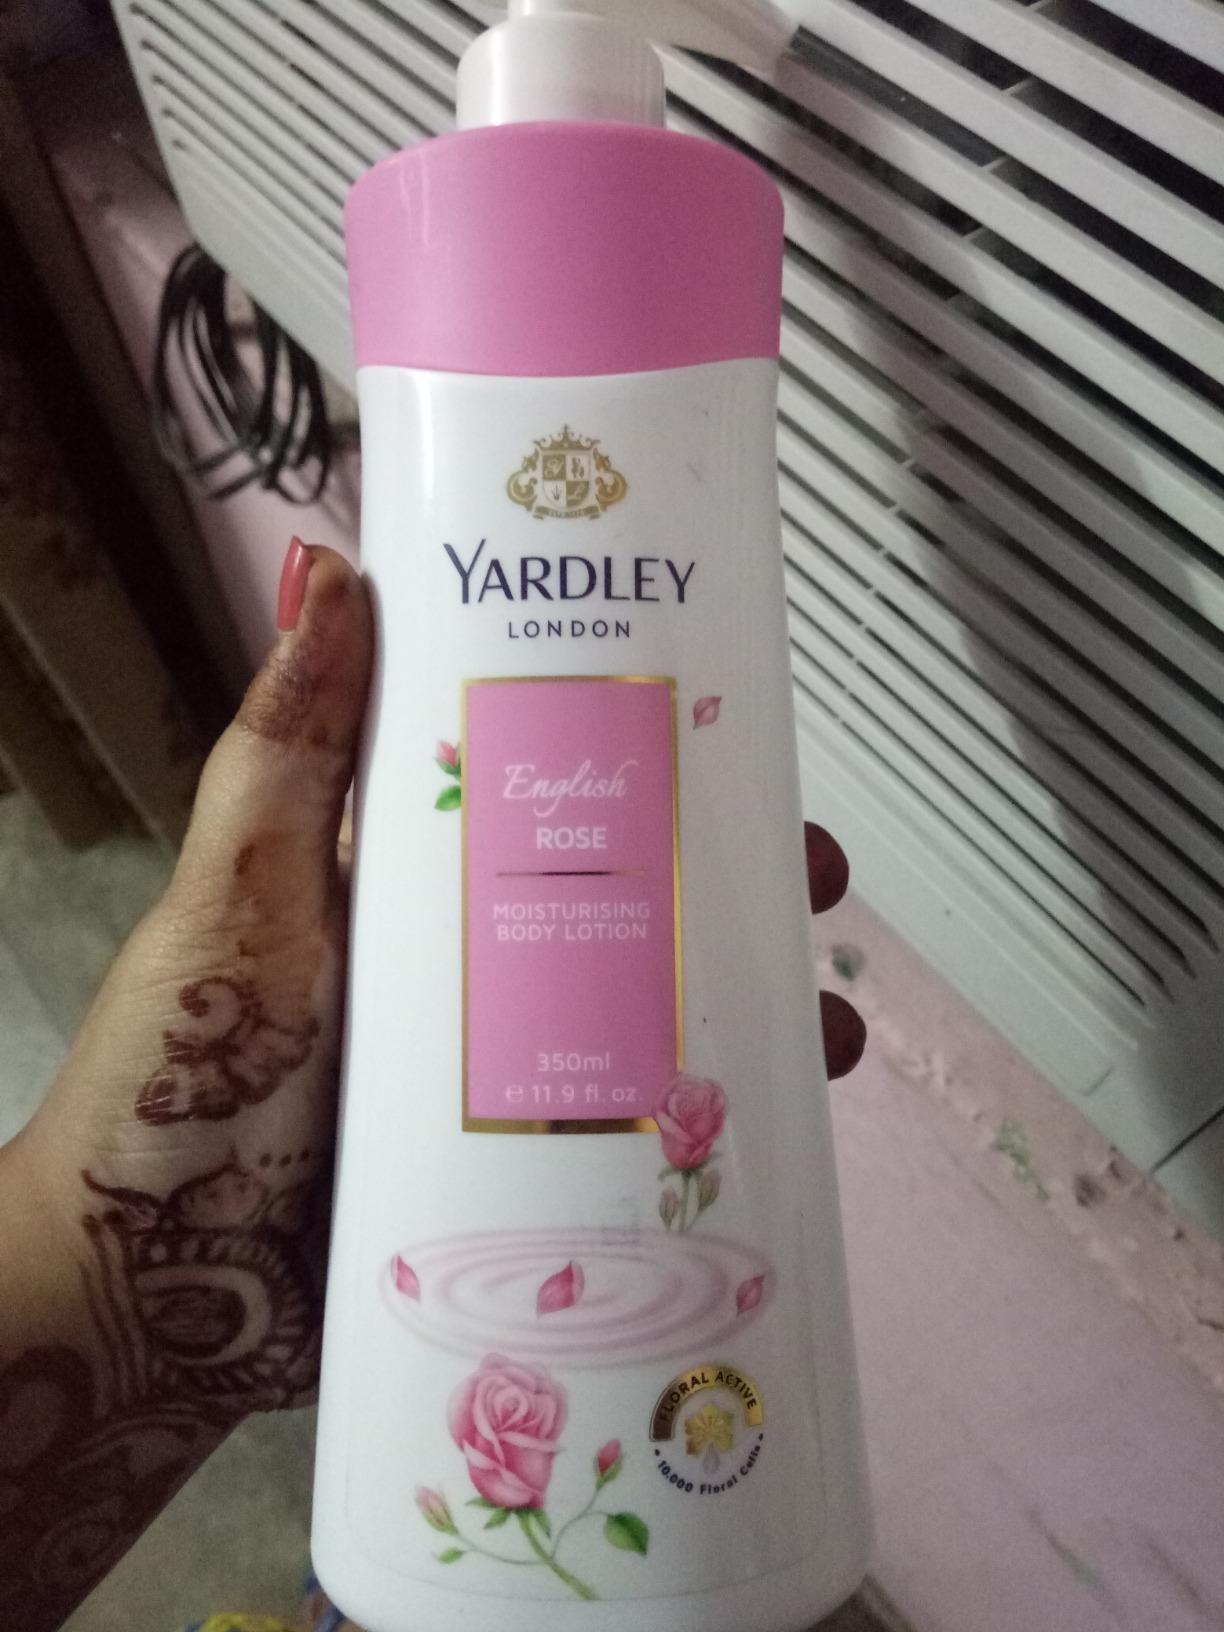 YARDLEY
LONDON
English
ROSE
MOISTURISING
BODY LOTION
350ml
℮ 11.9 fl. oz.
FLORAL ACTIVE
• 10,000 Floral Cells •